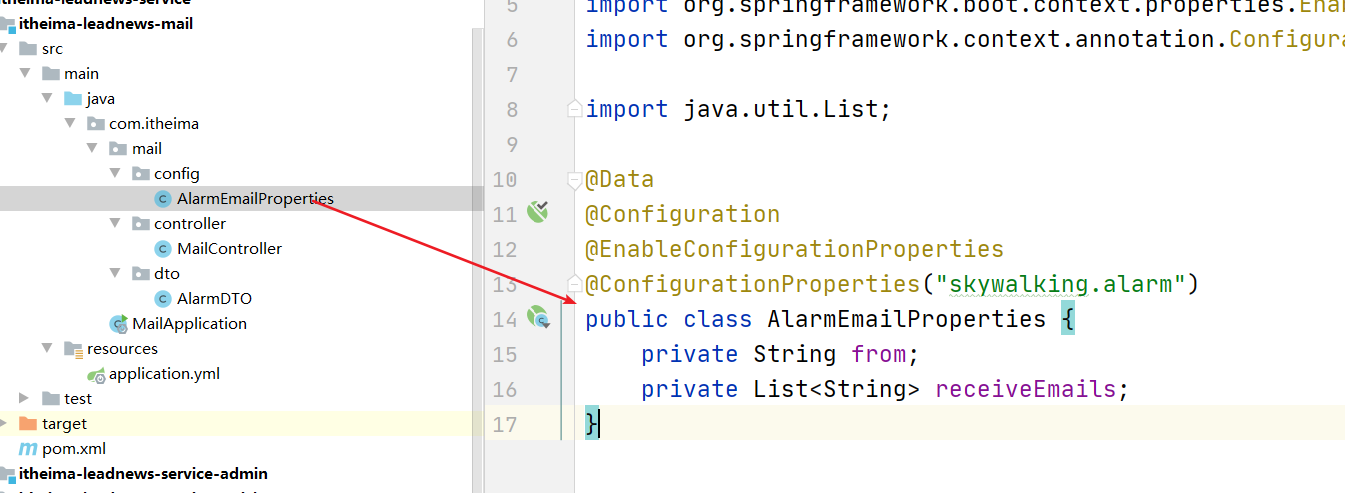 itheima-leadnews-service
itheima-leadnews-mail
src
main
java
com.itheima
mail
config
AlarmEmailProperties
controller
MailController
dto
AlarmDTO
MailApplication
resources
application.yml
test
target
pom.xml
itheima-leadnews-service-admin
5 import org.springframework.boot.context.properties.Ena
6 import org.springframework.context.annotation.Configura
7
8 import java.util.List;
9
10 @Data
11 @Configuration
12 @EnableConfigurationProperties
13 @ConfigurationProperties("skywalking.alarm")
14 public class AlarmEmailProperties {
15 private String from;
16 private List<String> receiveEmails;
17 }